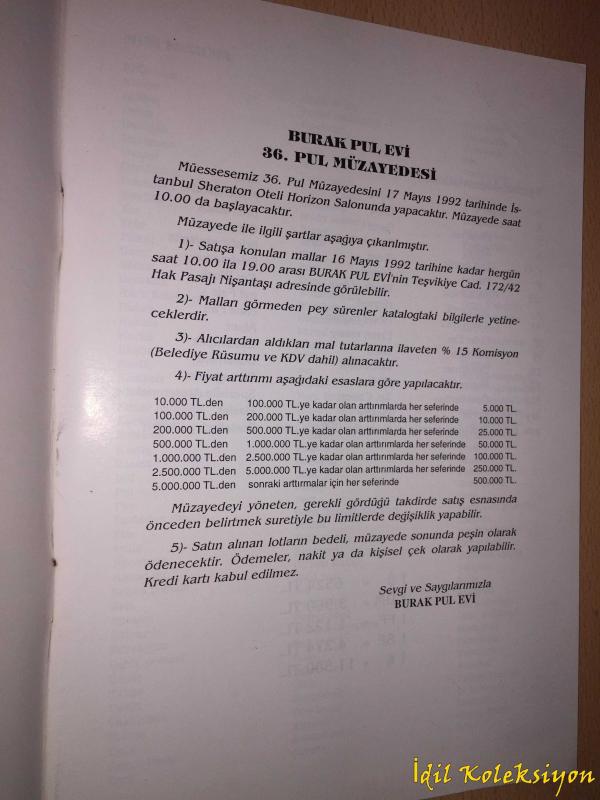 BURAK PUL EVİ
36. PUL MÜZAYEDESİ
Müessesemiz 36. Pul Müzayedesini 17 Mayıs 1992 tarihinde İs-
tanbul Sheraton Oteli Horizon Salonunda yapacaktır. Müzayede saat
10.00 da başlayacaktır.
Müzayede ile ilgili şartlar aşağıya çıkarılmıştır.
1)- Satışa konulan mallar 16 Mayıs 1992 tarihine kadar hergün
saat 10.00 ila 19.00 arası BURAK PUL EVİ'nin Teşvikiye Cad. 172/42
Hak Pasajı Nişantaşı adresinde görülebilir.
2)- Malları görmeden pey sürenler katalogtaki bilgilerle yetine-
ceklerdir.
3)- Alıcılardan aldıkları mal tutarlarına ilaveten % 15 Komisyon
(Belediye Rüsumu ve KDV dahil) alınacaktır.
4)- Fiyat arttırımı aşağıdaki esaslara göre yapılacaktır.
10.000 TL.den 100.000 TL.ye kadar olan arttırımlarda her seferinde 5.000 TL.
100.000 TL.den 200.000 TL.ye kadar olan arttırımlarda her seferinde 10.000 TL.
200.000 TL.den 500.000 TL.ye kadar olan arttırımlarda her seferinde 25.000 TL.
500.000 TL.den 1.000.000 TL.ye kadar olan arttırımlarda her seferinde 50.000 TL.
1.000.000 TL.den 2.500.000 TL.ye kadar olan arttırımlarda her seferinde 100.000 TL.
2.500.000 TL.den 5.000.000 TL.ye kadar olan arttırımlarda her seferinde 250.000 TL.
5.000.000 TL.den sonraki arttırmalar için her seferinde 500.000 TL.
Müzayedeyi yöneten, gerekli gördüğü takdirde satış esnasında
önceden belirtmek suretiyle bu limitlerde değişiklik yapabilir.
5)- Satın alınan lotların bedeli, müzayede sonunda peşin olarak
ödenecektir. Ödemeler, nakit ya da kişisel çek olarak yapılabilir.
Kredi kartı kabul edilmez.
Sevgi ve Saygılarımızla
BURAK PUL EVİ
İdil Koleksiyon